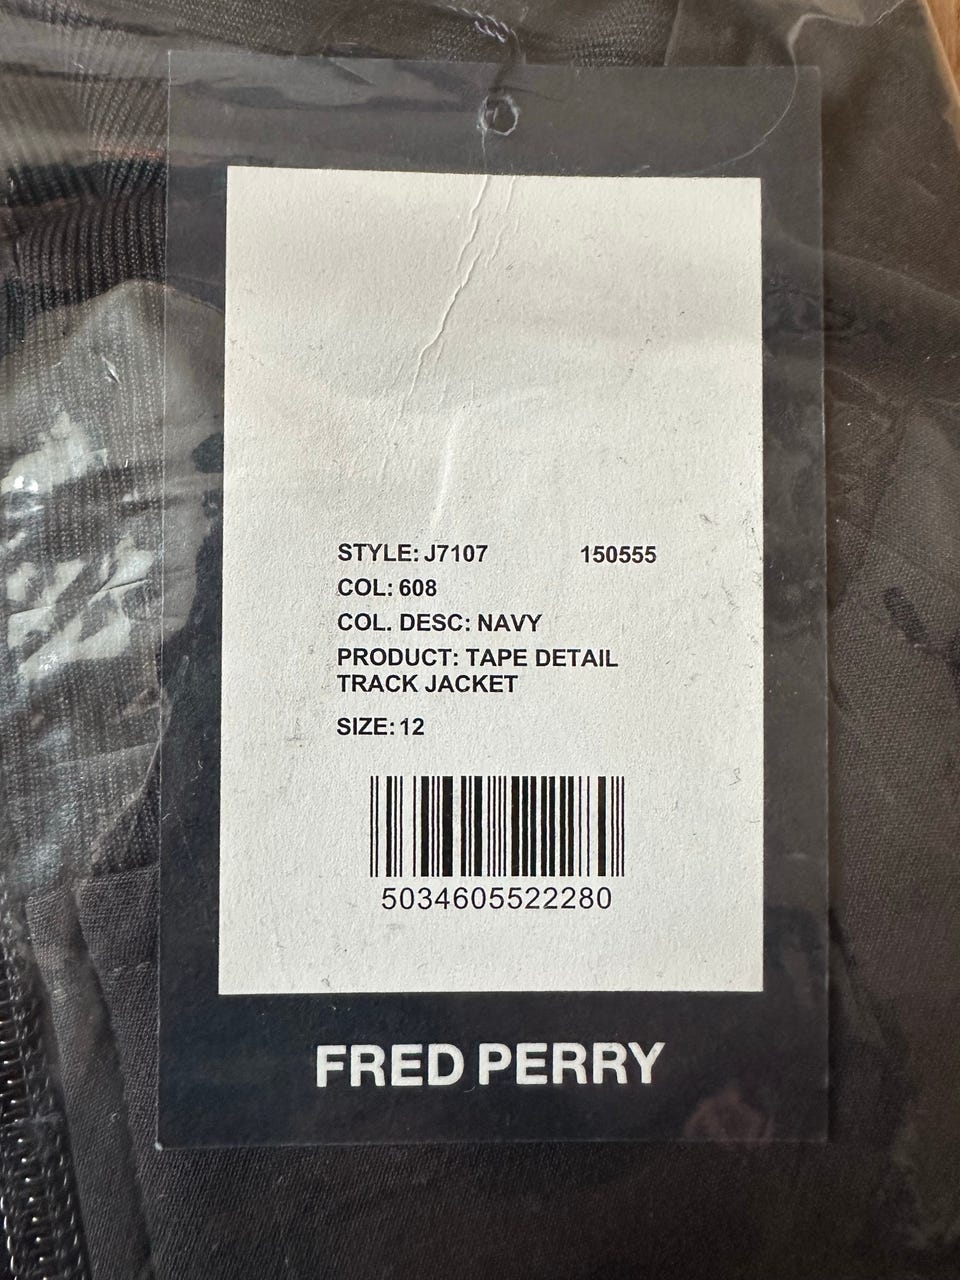 STYLE: J7107 150555
COL: 608
COL. DESC: NAVY
PRODUCT: TAPE DETAIL
TRACK JACKET
SIZE: 12
5034605522280
FRED PERRY